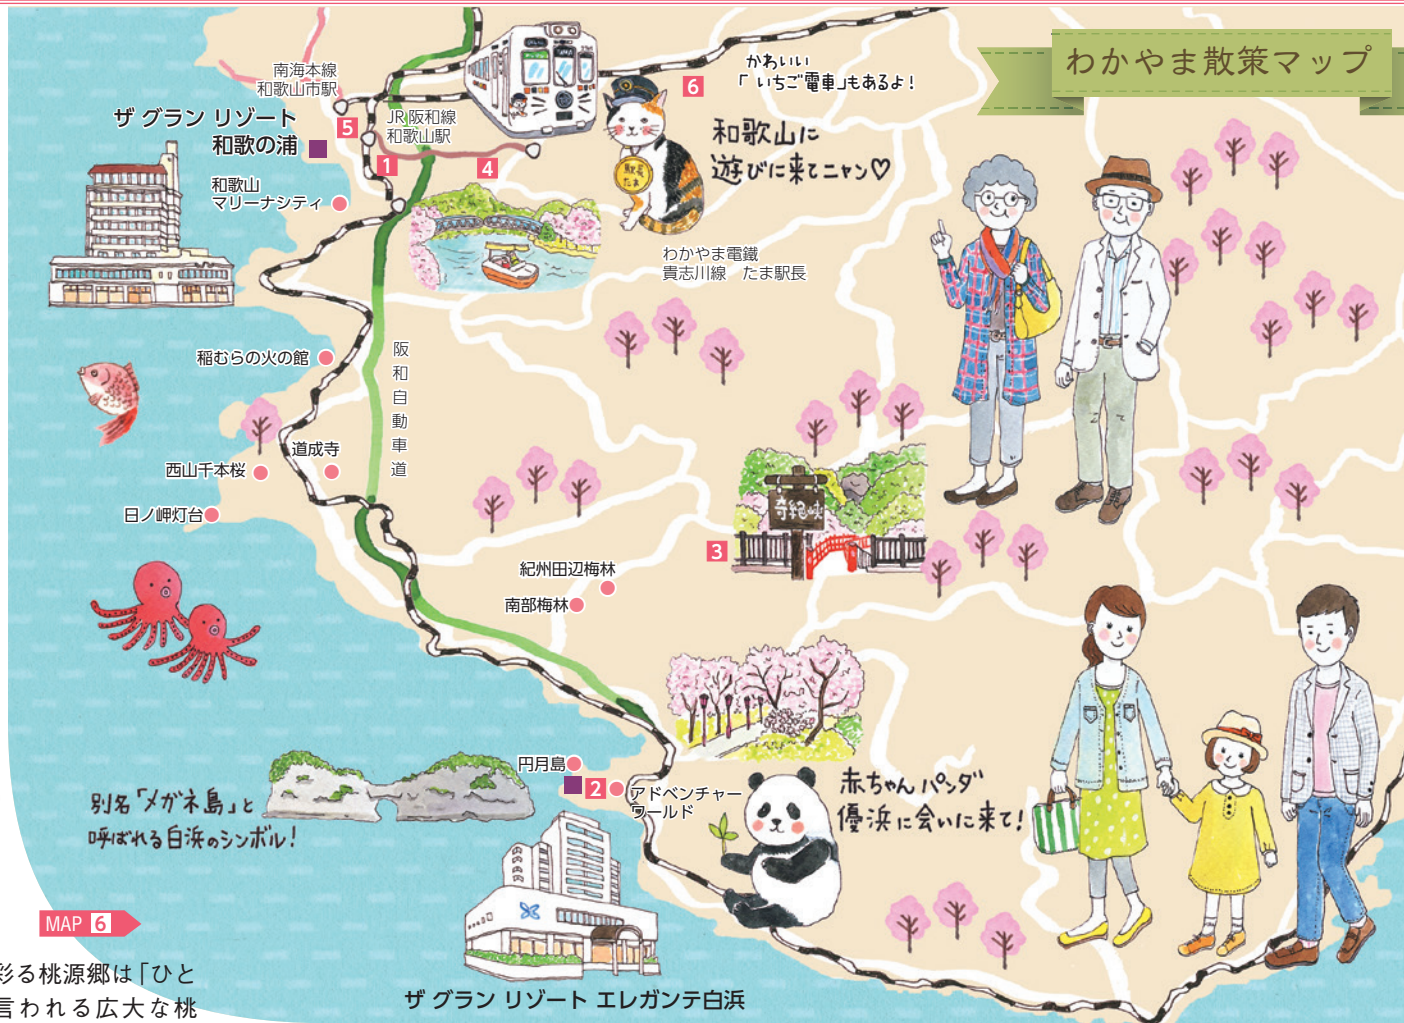 わかやま散策マップ
かわいい
「いちご電車」もあるよ!
6
南海本線
和歌山市駅
ザ グラン リゾート
和歌の浦
5
JR 阪和線
和歌山駅
1
4
和歌山に
遊びに来てニャン♡
駅長
たま
和歌山
マリーナシティ
わかやま電鐵
貴志川線 たま駅長
稲むらの火の館
阪和自動車道
道成寺
西山千本桜
日ノ岬灯台
奇絶峡
3
紀州田辺梅林
南部梅林
円月島
2
アドベンチャー
ワールド
別名「メガネ島」と
呼ばれる白浜のシンボル!
赤ちゃんパンダ
優浜に会いに来て!
MAP 6
彩る桃源郷は「ひと
言われる広大な桃
ザ グラン リゾート エレガンテ白浜